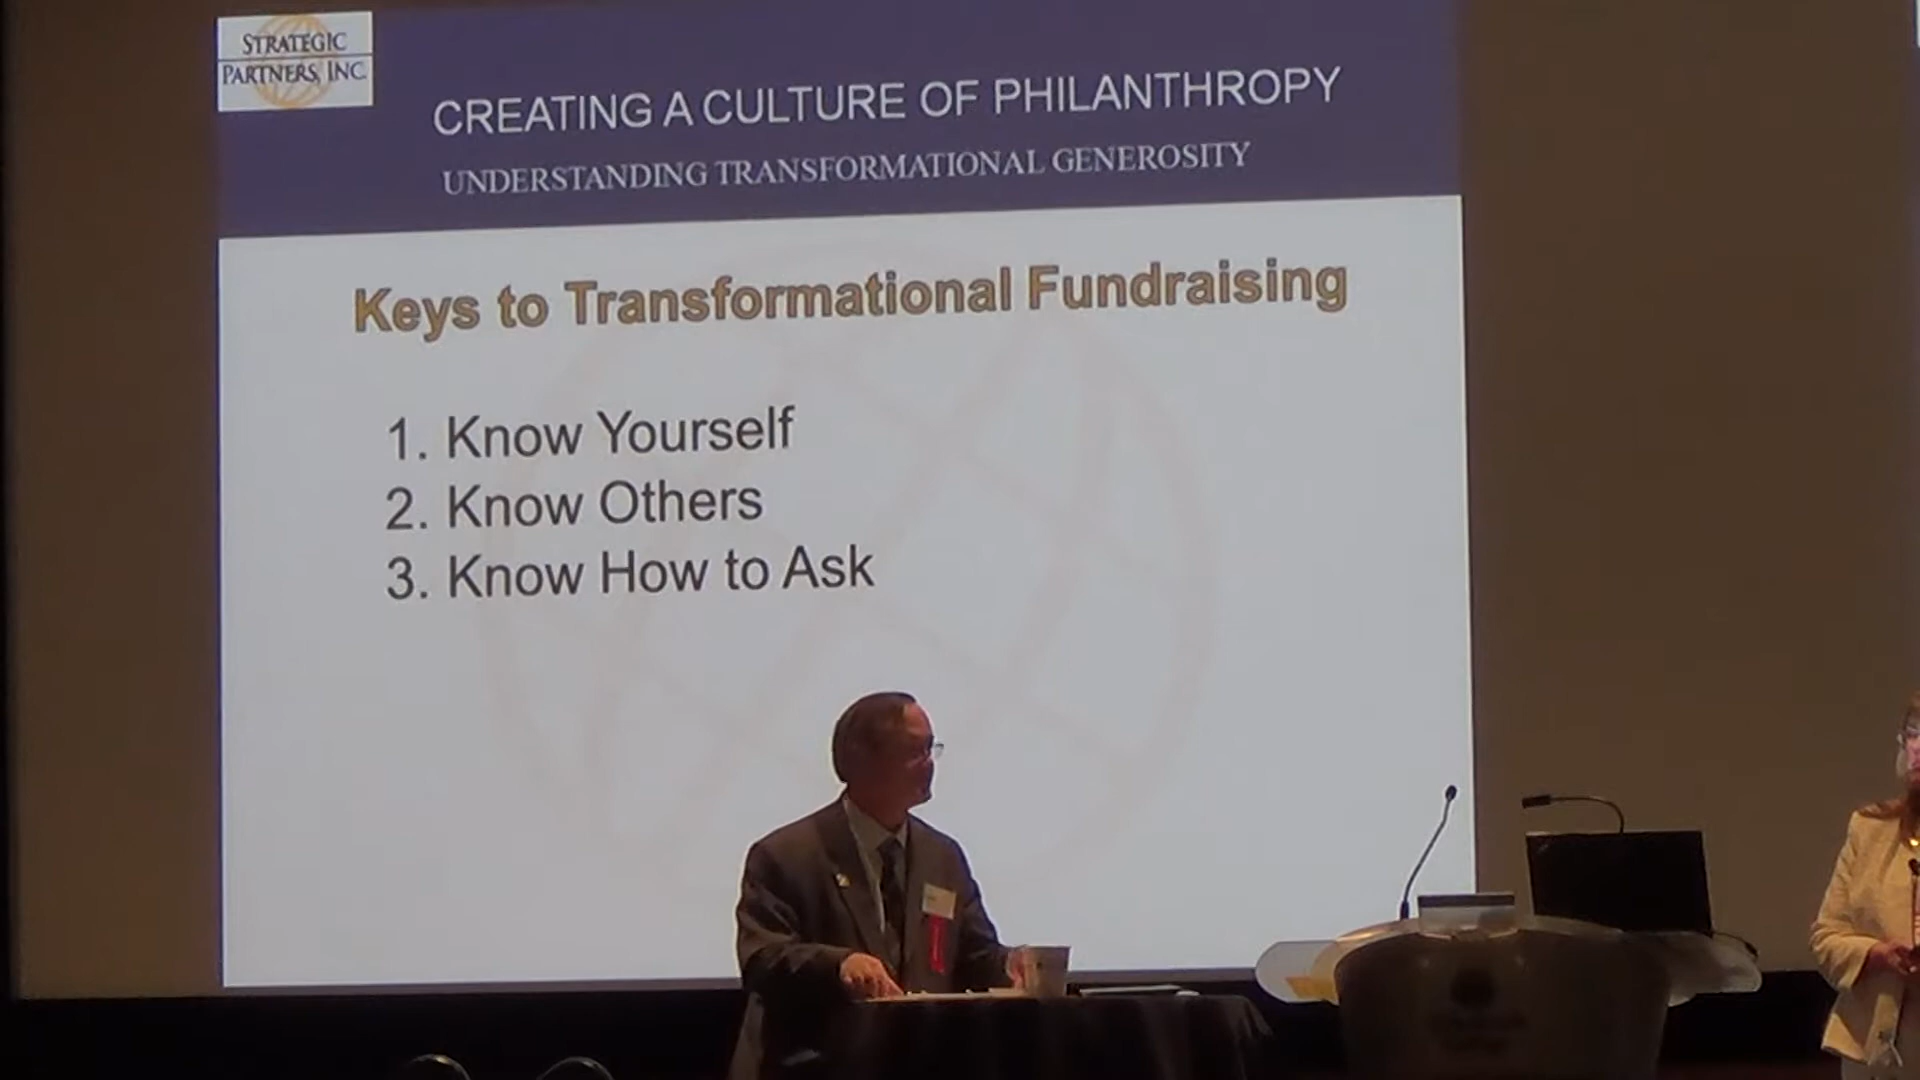 STRATEGIC
PARTNERS, INC.
CREATING A CULTURE OF PHILANTHROPY
UNDERSTANDING TRANSFORMATIONAL GENEROSITY
Keys to Transformational Fundraising
1. Know Yourself
2. Know Others
3. Know How to Ask